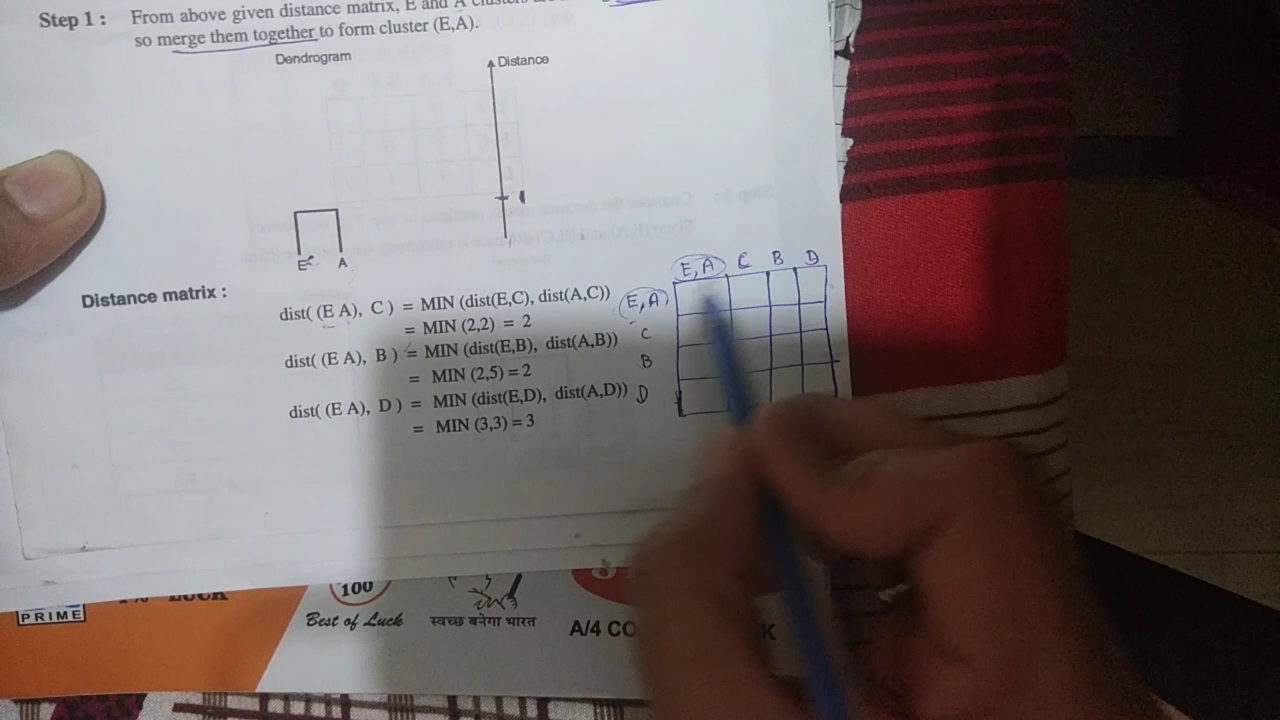 Step 1 : From above given distance matrix, E and A clusters are
so merge them together to form cluster (E,A).
Dendrogram
Distance
E A
Distance matrix :
dist( (E A), C ) = MIN (dist(E,C), dist(A,C))
= MIN (2,2) = 2
dist( (E A), B ) = MIN (dist(E,B), dist(A,B))
= MIN (2,5) = 2
dist( (E A), D ) = MIN (dist(E,D), dist(A,D))
= MIN (3,3) = 3
E, A C B D
E, A
C
B
D
PRIME
100
Best of Luck
स्वच्छ बनेगा भारत
A/4 CO
K